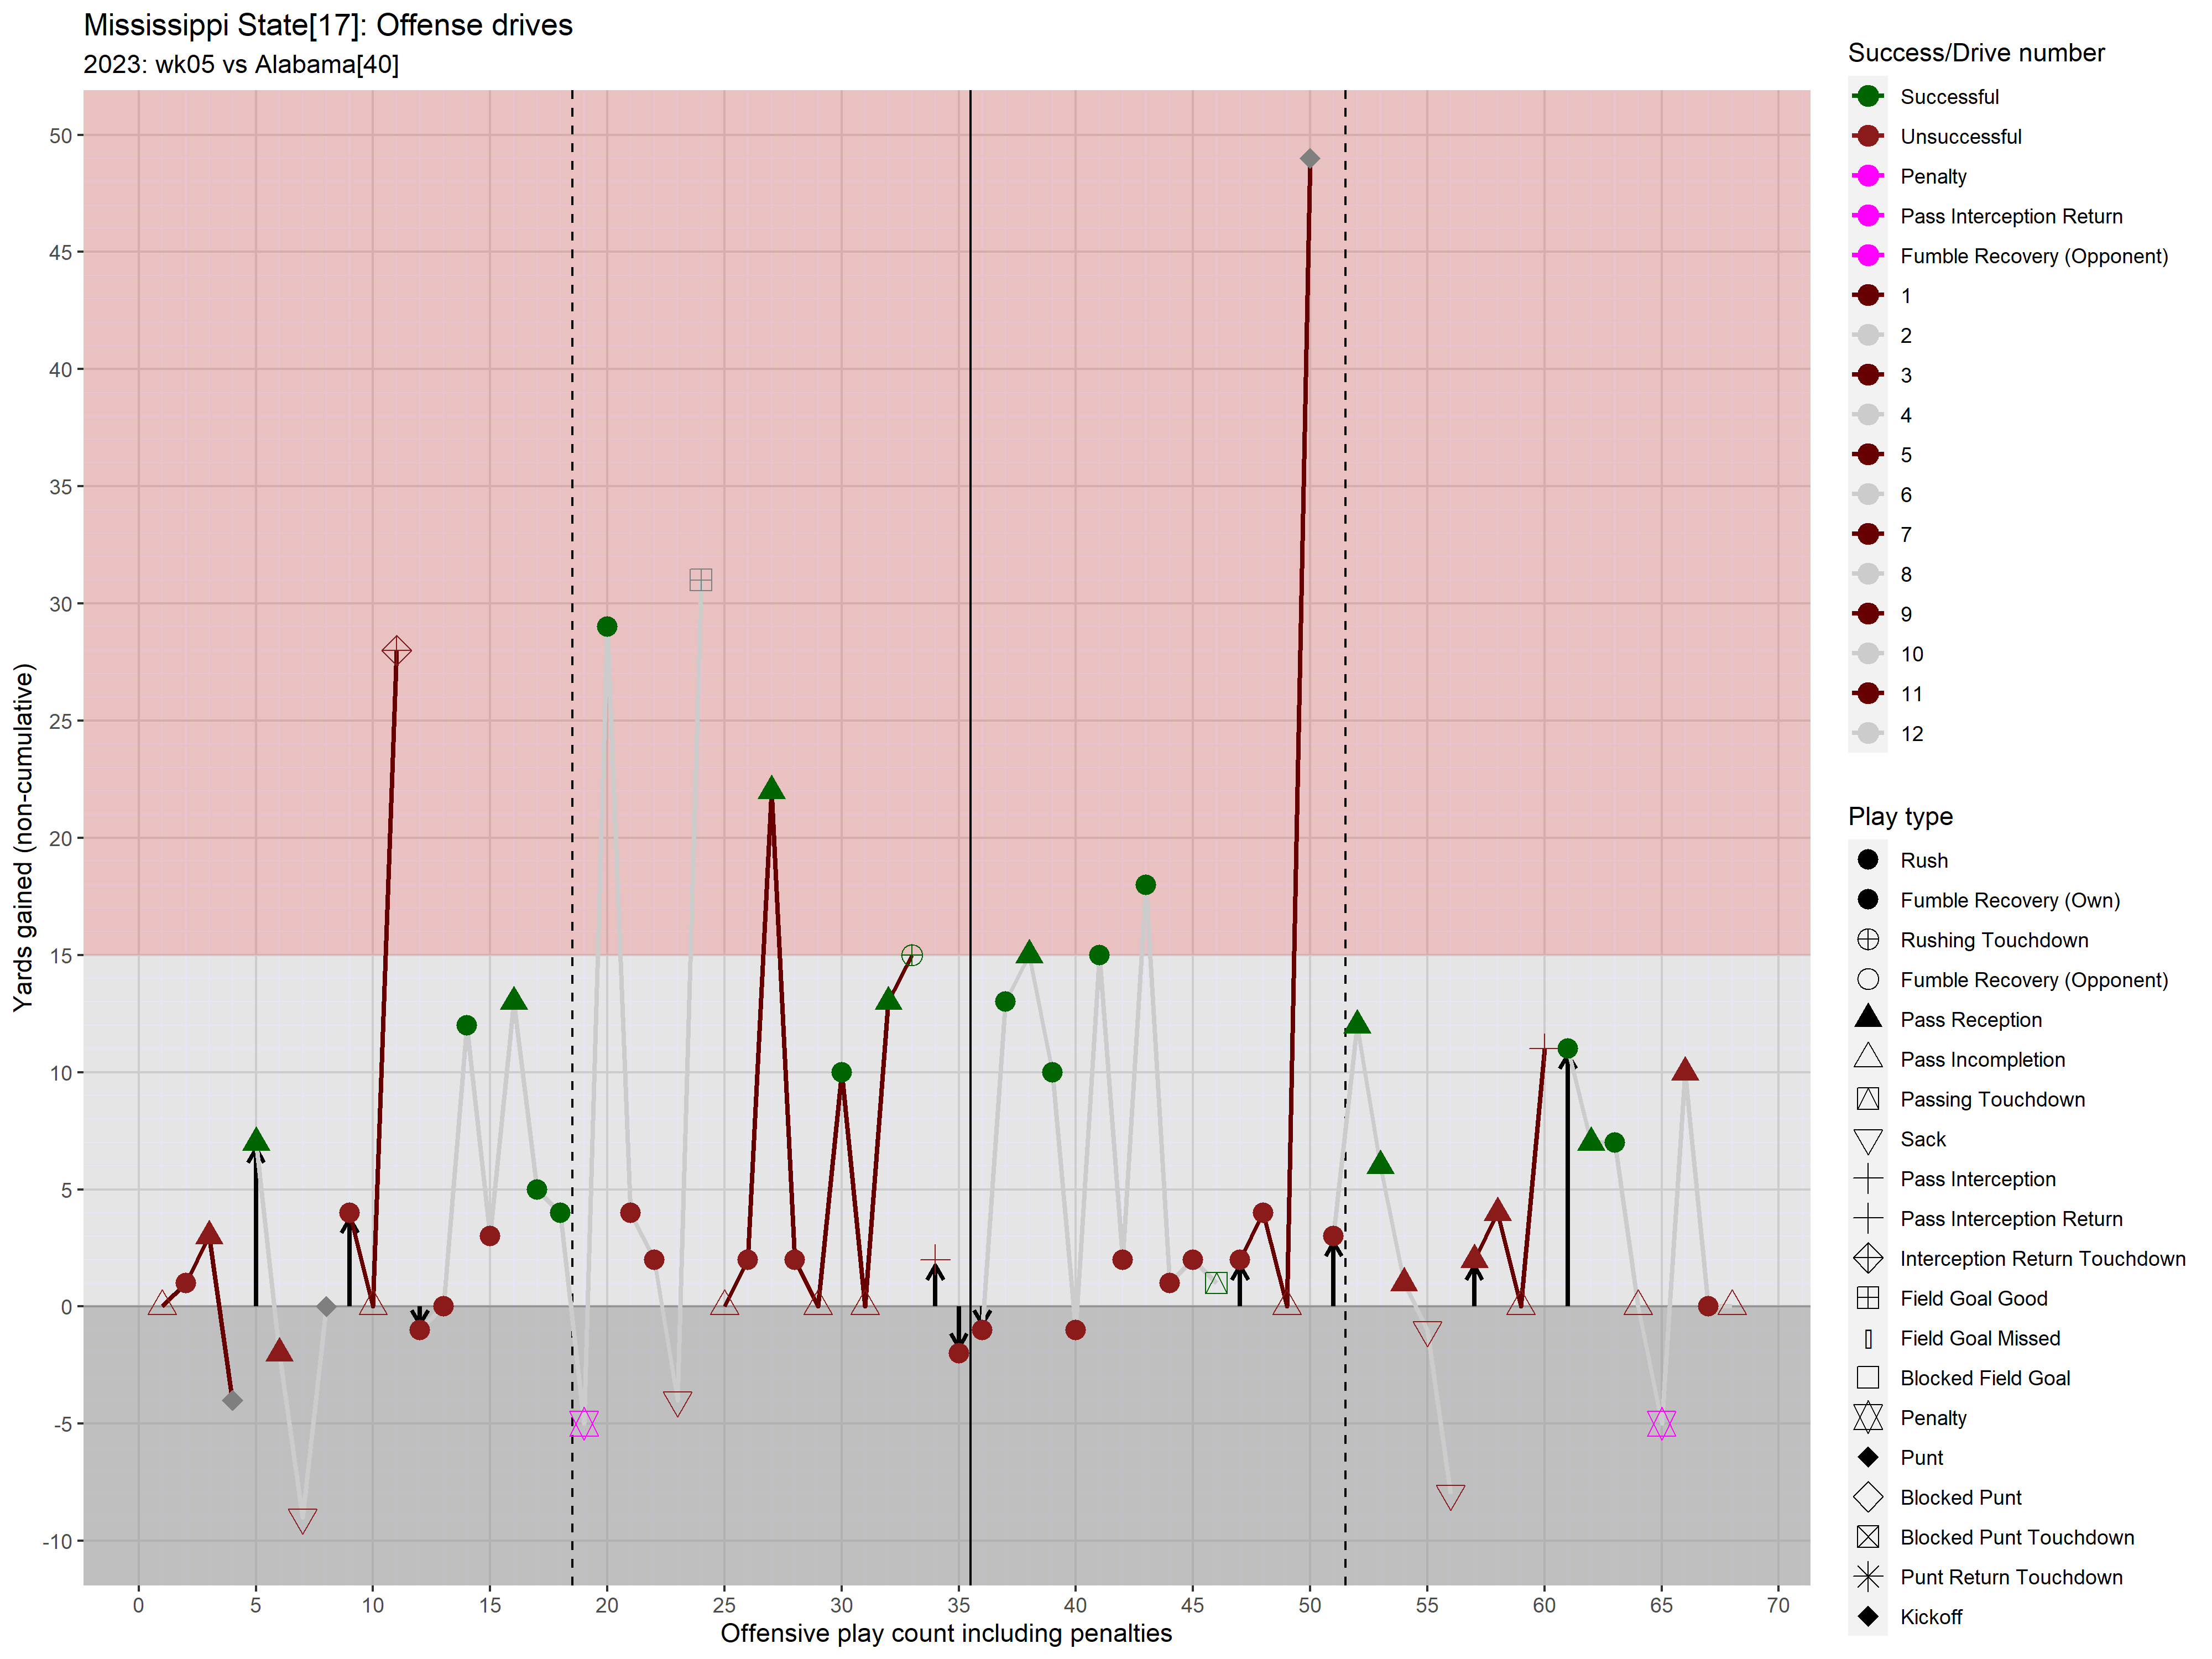 Mississippi State[17]: Offense drives
2023: wk05 vs Alabama[40]
Yards gained (non-cumulative)
50
45
40
35
30
25
20
15
10
5
0
-5
-10
0 5 10 15 20 25 30 35 40 45 50 55 60 65 70
Offensive play count including penalties
Success/Drive number
Successful
Unsuccessful
Penalty
Pass Interception Return
Fumble Recovery (Opponent)
1
2
3
4
5
6
7
8
9
10
11
12
Play type
Rush
Fumble Recovery (Own)
Rushing Touchdown
Fumble Recovery (Opponent)
Pass Reception
Pass Incompletion
Passing Touchdown
Sack
Pass Interception
Pass Interception Return
Interception Return Touchdown
Field Goal Good
Field Goal Missed
Blocked Field Goal
Penalty
Punt
Blocked Punt
Blocked Punt Touchdown
Punt Return Touchdown
Kickoff